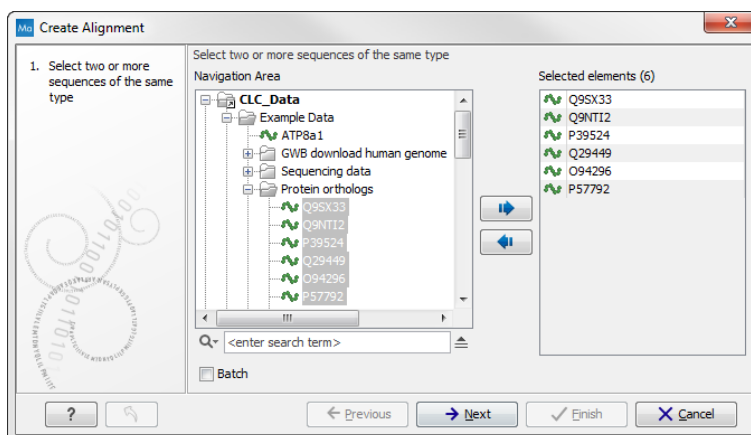 Mo Create Alignment
1. Select two or more
sequences of the same
type
Select two or more sequences of the same type
Navigation Area
CLC_Data
Example Data
ATP8a1
GWB download human genome
Sequencing data
Protein orthologs
Q9SX33
Q9NTI2
P39524
Q29449
O94296
P57792
<enter search term>
Batch
Selected elements (6)
Q9SX33
Q9NTI2
P39524
Q29449
O94296
P57792
?
Previous
Next
Finish
Cancel